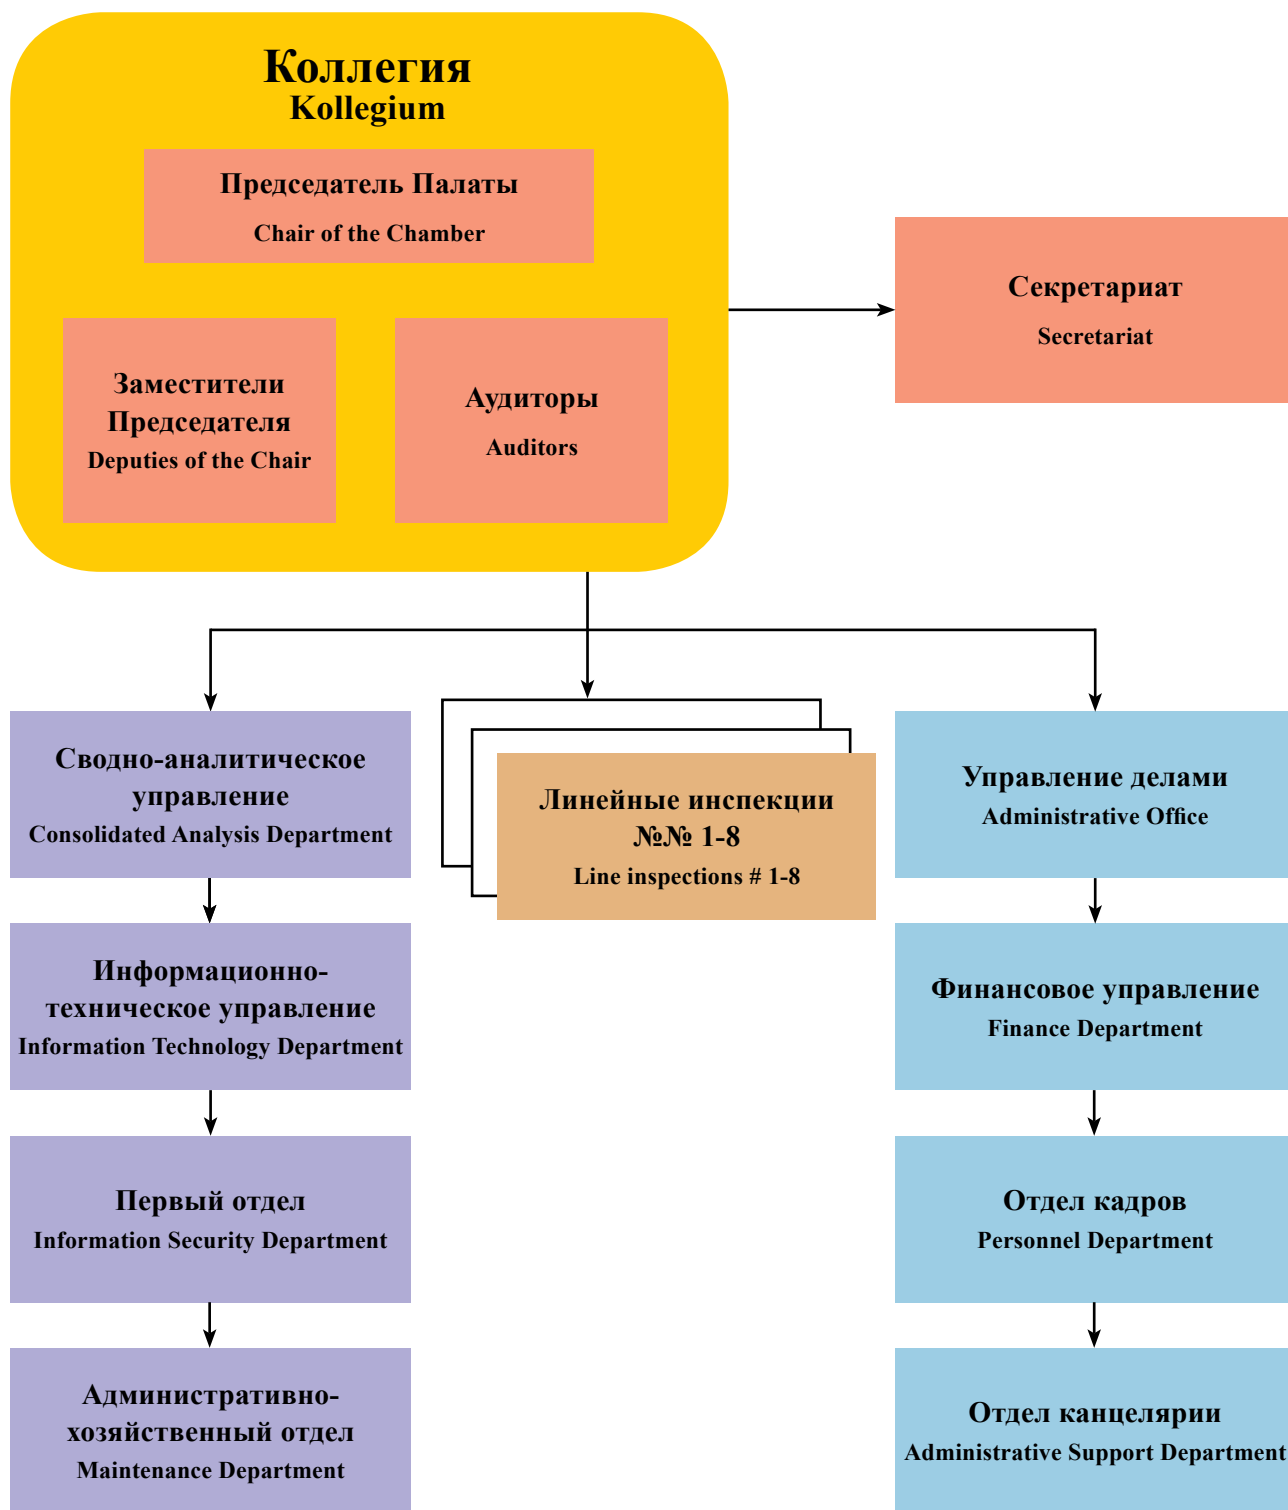 Коллегия
Kollegium
Председатель Палаты
Chair of the Chamber
Заместители
Председателя
Deputies of the Chair
Аудиторы
Auditors
Секретариат
Secretariat
Сводно-аналитическое
управление
Consolidated Analysis Department
Линейные инспекции
№№ 1-8
Line inspections # 1-8
Управление делами
Administrative Office
Информационно-
техническое управление
Information Technology Department
Финансовое управление
Finance Department
Первый отдел
Information Security Department
Отдел кадров
Personnel Department
Административно-
хозяйственный отдел
Maintenance Department
Отдел канцелярии
Administrative Support Department